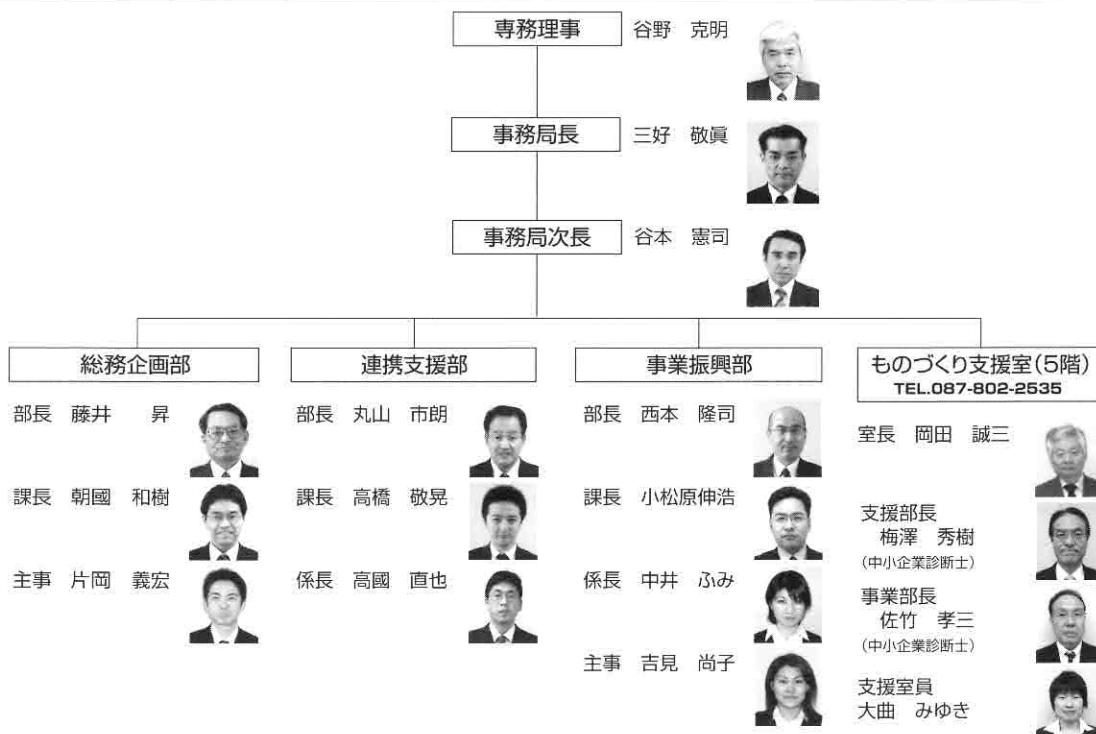 専務理事 谷野 克明
事務局長 三好 敬眞
事務局次長 谷本 憲司
総務企画部
部長 藤井 昇
課長 朝國 和樹
主事 片岡 義宏
連携支援部
部長 丸山 市朗
課長 高橋 敬晃
係長 高國 直也
事業振興部
部長 西本 隆司
課長 小松原伸浩
係長 中井 ふみ
主事 吉見 尚子
ものづくり支援室(5階)
TEL.087-802-2535
室長 岡田 誠三
支援部長
梅澤 秀樹
(中小企業診断士)
事業部長
佐竹 孝三
(中小企業診断士)
支援室員
大曲 みゆき